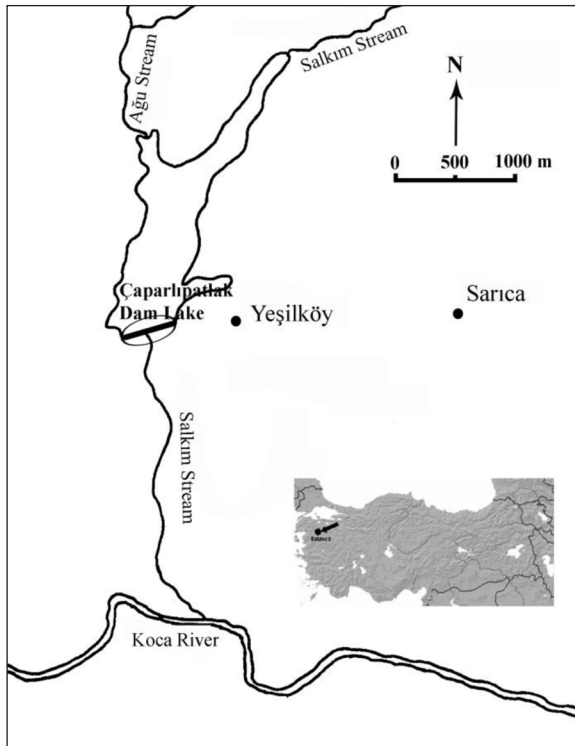 Salkım Stream
Ağu Stream
N
0 500 1000 m
Çaparlıpatlak
Dam Lake
Yeşilköy
Sarıca
Salkım Stream
Koca River